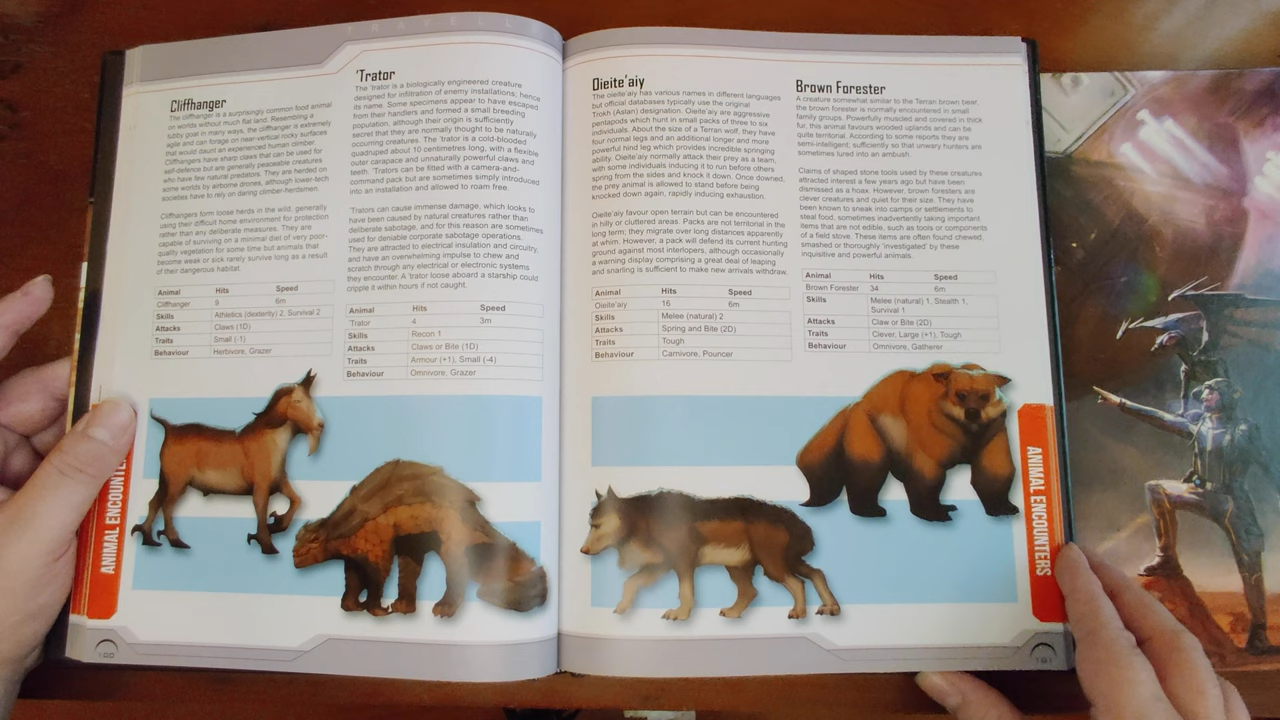 TRAVELL
Cliffhanger
The cliffhanger is a surprisingly common food animal
on worlds without much flat land. Resembling a
tubby goat in many ways, the cliffhanger is extremely
agile and can forage on near-vertical rocky surfaces
that would daunt an experienced human climber.
Cliffhangers have sharp claws that can be used for
self-defence but are generally peaceable creatures
who have few natural predators. They are herded on
some worlds by airborne drones, although lower-tech
societies have to rely on daring climber-herdsmen.
Cliffhangers form loose herds in the wild, generally
using their difficult home environment for protection
rather than any deliberate measures. They are
capable of surviving on a minimal diet of very poor-
quality vegetation for some time but animals that
become weak or sick rarely survive long as a result
of their dangerous habitat.
Animal Hits Speed
Cliffhanger 9 6m
Skills Athletics (dexterity) 2, Survival 2
Attacks Claws (1D)
Traits Small (-1)
Behaviour Herbivore, Grazer
'Trator
The 'trator is a biologically engineered creature
designed for infiltration of enemy installations, hence
its name. Some specimens appear to have escaped
from their handlers and formed a small breeding
population, although their origin is sufficiently
secret that they are normally thought to be naturally
occurring creatures. The 'trator is a cold-blooded
quadruped about 10 centimetres long, with a flexible
outer carapace and unnaturally powerful claws and
teeth. 'Trators can be fitted with a camera-and-
command pack but are sometimes simply introduced
into an installation and allowed to roam free.
'Trators can cause immense damage, which looks to
have been caused by natural creatures rather than
deliberate sabotage, and for this reason are sometimes
used for deniable corporate sabotage operations.
They are attracted to electrical insulation and circuitry,
and have an overwhelming impulse to chew and
scratch through any electrical or electronic systems
they encounter. A 'trator loose aboard a starship could
cripple it within hours if not caught.
Animal Hits Speed
Trator 4 3m
Skills Recon 1
Attacks Claws or Bite (1D)
Traits Armour (+1), Small (-4)
Behaviour Omnivore, Grazer
ANIMAL ENCOUNTE
100
Oieite'aiy
The oieite'aiy has various names in different languages
but official databases typically use the original
Trokh (Aslan) designation. Oieite'aiy are aggressive
pentapods which hunt in small packs of three to six
individuals. About the size of a Terran wolf, they have
four normal legs and an additional longer and more
powerful hind leg which provides incredible springing
ability. Oieite'aiy normally attack their prey as a team,
with some individuals inducing it to run before others
spring from the sides and knock it down. Once downed,
the prey animal is allowed to stand before being
knocked down again, rapidly inducing exhaustion.
Oieite'aiy favour open terrain but can be encountered
in hilly or cluttered areas. Packs are not territorial in the
long term; they migrate over long distances apparently
at whim. However, a pack will defend its current hunting
ground against most interlopers, although occasionally
a warning display comprising a great deal of leaping
and snarling is sufficient to make new arrivals withdraw.
Animal Hits Speed
Oieite'aiy 16 6m
Skills Melee (natural) 2
Attacks Spring and Bite (2D)
Traits Tough
Behaviour Carnivore, Pouncer
Brown Forester
A creature somewhat similar to the Terran brown bear,
the brown forester is normally encountered in small
family groups. Powerfully muscled and covered in thick
fur, this animal favours wooded uplands and can be
quite territorial. According to some reports they are
semi-intelligent; sufficiently so that unwary hunters are
sometimes lured into an ambush.
Claims of shaped stone tools used by these creatures
attracted interest a few years ago but have been
dismissed as a hoax. However, brown foresters are
clever creatures and quiet for their size. They have
been known to sneak into camps or settlements to
steal food, sometimes inadvertently taking important
items that are not edible, such as tools or components
of a field stove. These items are often found chewed,
smashed or thoroughly 'investigated' by these
inquisitive and powerful animals.
Animal Hits Speed
Brown Forester 34 6m
Skills Melee (natural) 1, Stealth 1,
Survival 1
Attacks Claw or Bite (2D)
Traits Clever, Large (+1), Tough
Behaviour Omnivore, Gatherer
ANIMAL ENCOUNTERS
101